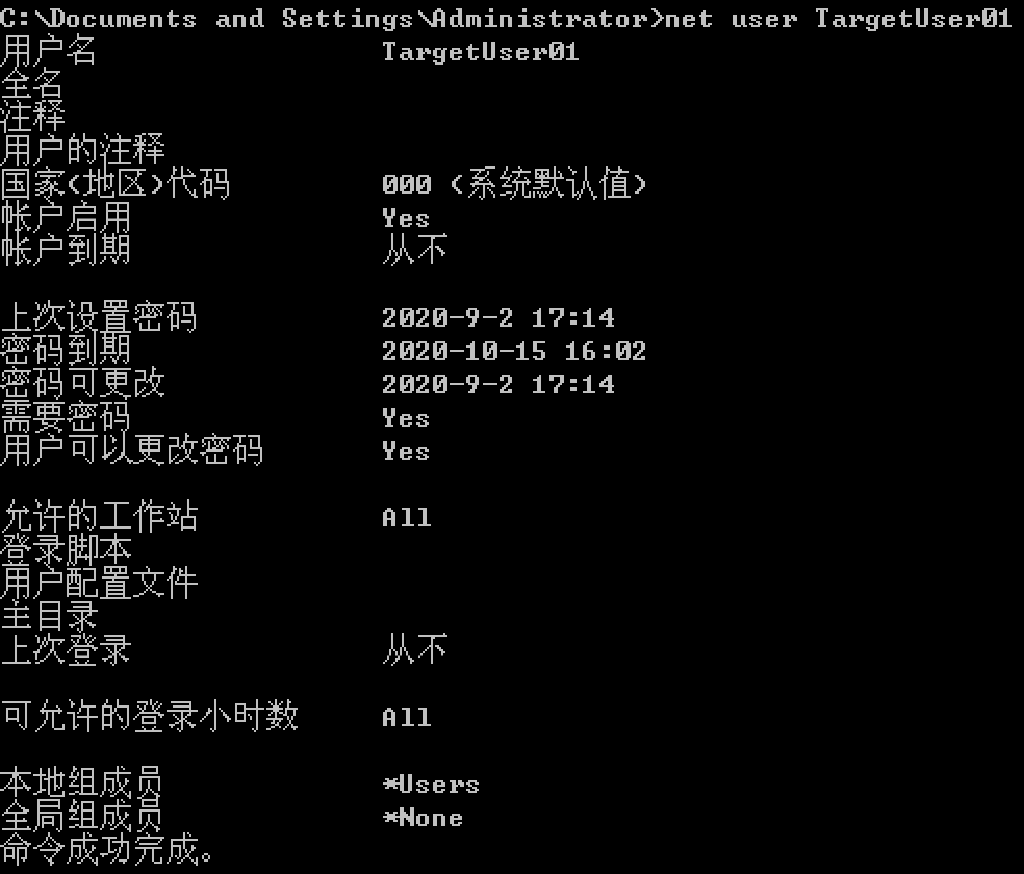 C:\Documents and Settings\Administrator>net user TargetUser01
用户名 TargetUser01
全名
注释
用户的注释
国家(地区)代码 000 (系统默认值)
帐户启用 Yes
帐户到期 从不
上次设置密码 2020-9-2 17:14
密码到期 2020-10-15 16:02
密码可更改 2020-9-2 17:14
需要密码 Yes
用户可以更改密码 Yes
允许的工作站 All
登录脚本
用户配置文件
主目录
上次登录 从不
可允许的登录小时数 All
本地组成员 *Users
全局组成员 *None
命令成功完成。